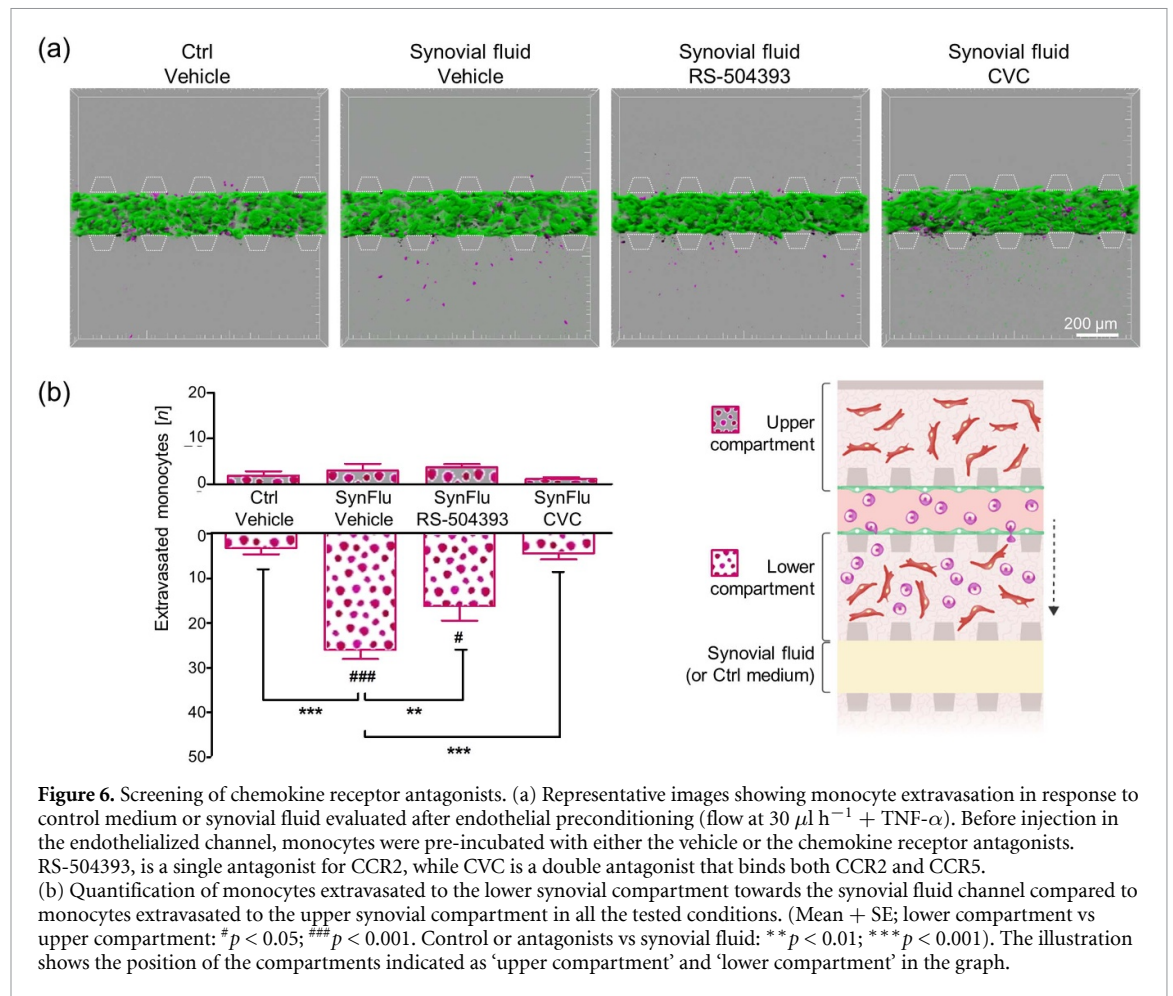 (a)
Ctrl
Vehicle
Synovial fluid
Vehicle
Synovial fluid
RS-504393
Synovial fluid
CVC
200 µm
(b)
Extravasated monocytes [n]
20
10
0
Ctrl
Vehicle
SynFlu
Vehicle
SynFlu
RS-504393
SynFlu
CVC
0
10
20
30
40
50
#
###
***
**
***
Upper
compartment
Lower
compartment
Synovial fluid
(or Ctrl medium)
Figure 6. Screening of chemokine receptor antagonists. (a) Representative images showing monocyte extravasation in response to
control medium or synovial fluid evaluated after endothelial preconditioning (flow at 30 µl h−1 + TNF-α). Before injection in
the endothelialized channel, monocytes were pre-incubated with either the vehicle or the chemokine receptor antagonists.
RS-504393, is a single antagonist for CCR2, while CVC is a double antagonist that binds both CCR2 and CCR5.
(b) Quantification of monocytes extravasated to the lower synovial compartment towards the synovial fluid channel compared to
monocytes extravasated to the upper synovial compartment in all the tested conditions. (Mean + SE; lower compartment vs
upper compartment: #p < 0.05; ###p < 0.001. Control or antagonists vs synovial fluid: **p < 0.01; ***p < 0.001). The illustration
shows the position of the compartments indicated as ‘upper compartment’ and ‘lower compartment’ in the graph.